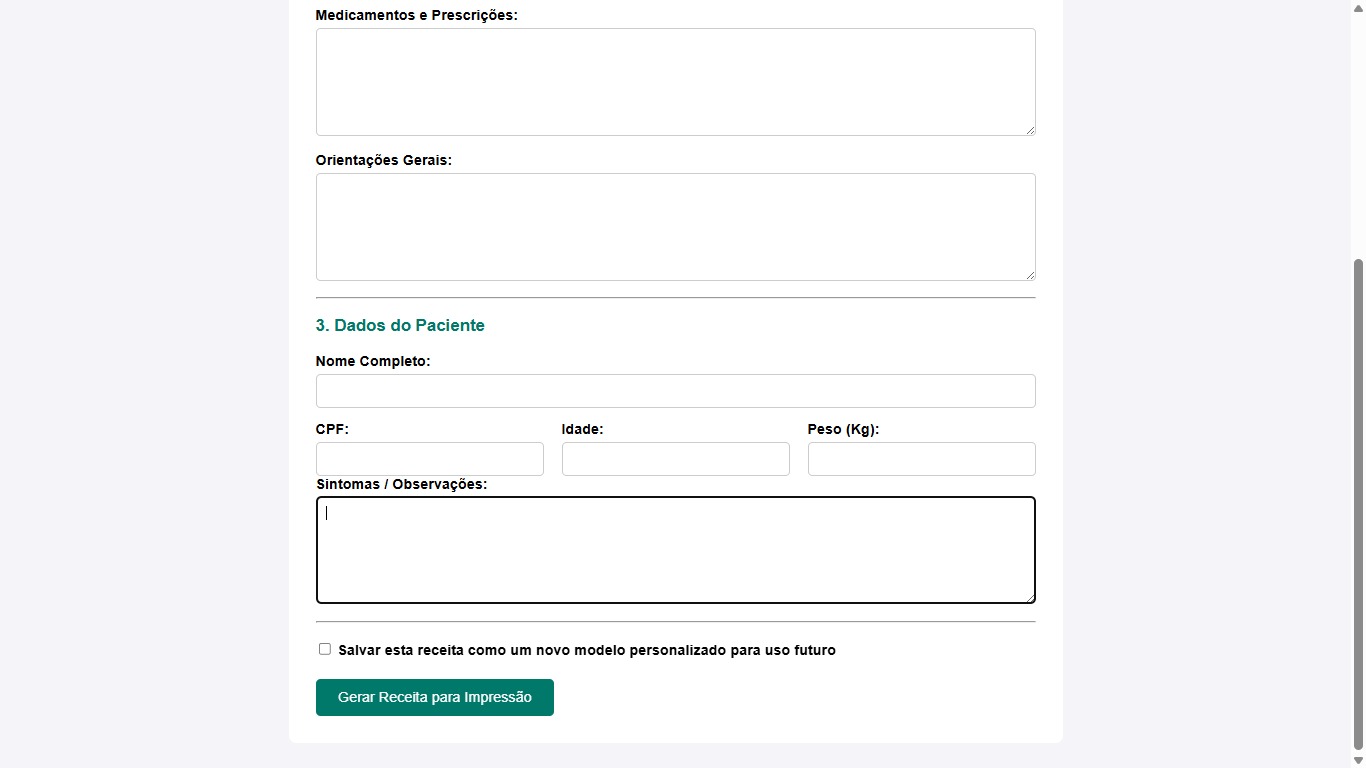 Medicamentos e Prescrições:
Orientações Gerais:
3. Dados do Paciente
Nome Completo:
CPF: Idade: Peso (Kg):
Sintomas / Observações:
Salvar esta receita como um novo modelo personalizado para uso futuro
Gerar Receita para Impressão